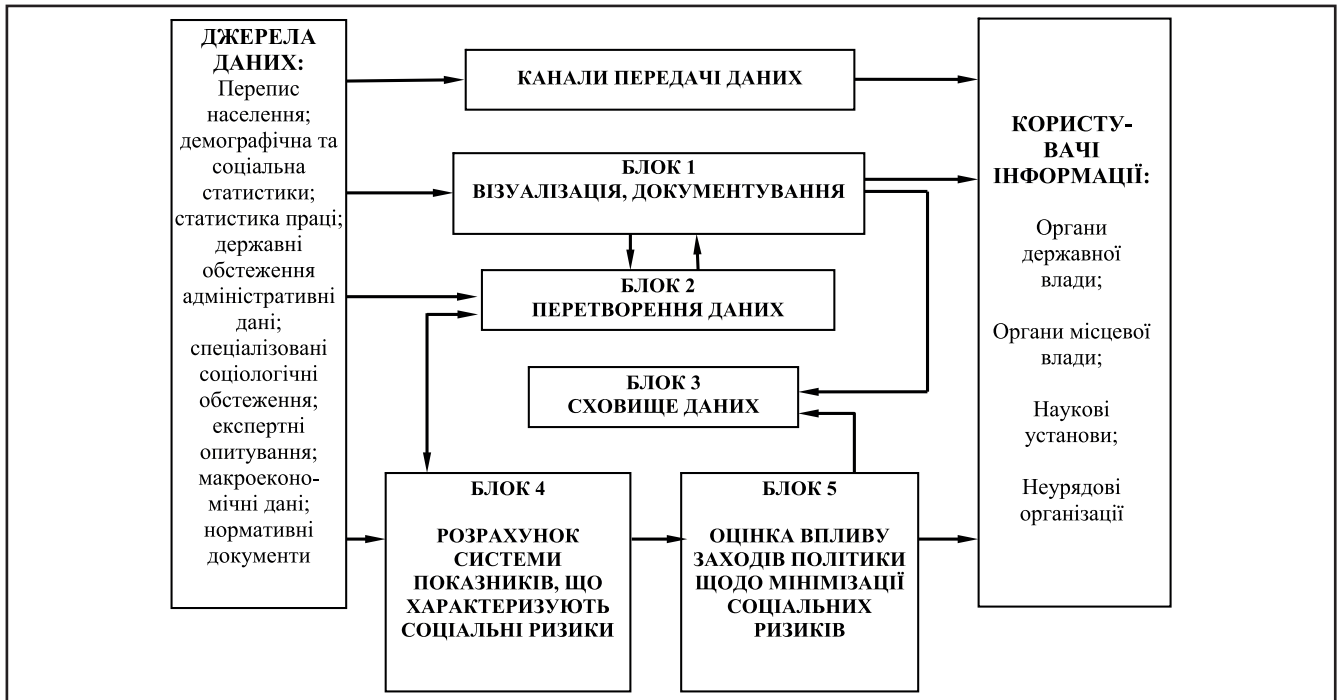 ДЖЕРЕЛА
ДАНИХ:
Перепис
населення;
демографічна та
соціальна
статистики;
статистика праці;
державні
обстеження
адміністративні
дані;
спеціалізовані
соціологічні
обстеження;
експертні
опитування;
макроеконо-
мічні дані;
нормативні
документи
КАНАЛИ ПЕРЕДАЧІ ДАНИХ
БЛОК 1
ВІЗУАЛІЗАЦІЯ, ДОКУМЕНТУВАННЯ
БЛОК 2
ПЕРЕТВОРЕННЯ ДАНИХ
БЛОК 3
СХОВИЩЕ ДАНИХ
БЛОК 4
РОЗРАХУНОК
СИСТЕМИ
ПОКАЗНИКІВ, ЩО
ХАРАКТЕРИЗУЮТЬ
СОЦІАЛЬНІ РИЗИКИ
БЛОК 5
ОЦІНКА ВПЛИВУ
ЗАХОДІВ ПОЛІТИКИ
ЩОДО МІНІМІЗАЦІЇ
СОЦІАЛЬНИХ
РИЗИКІВ
КОРИСТУ-
ВАЧІ
ІНФОРМАЦІЇ:
Органи
державної
влади;
Органи місцевої
влади;
Наукові
установи;
Неурядові
організації